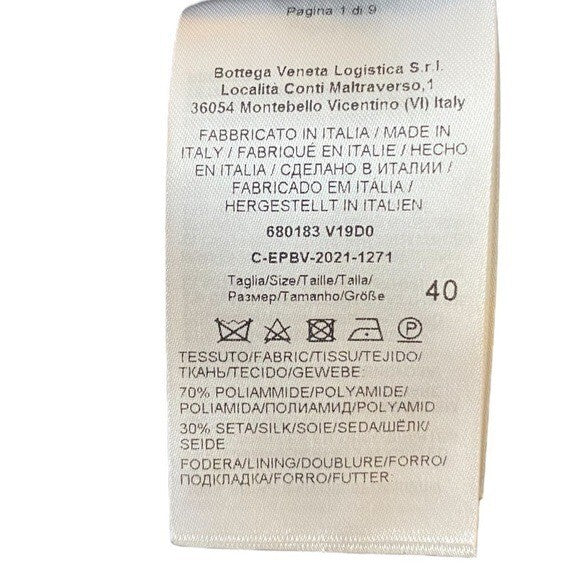 Pagina 1 di 9
Bottega Veneta Logistica S.r.l.
Località Conti Maltraverso,1
36054 Montebello Vicentino (VI) Italy
FABBRICATO IN ITALIA / MADE IN
ITALY / FABRIQUÉ EN ITALIE / HECHO
EN ITALIA / СДЕЛАНО В ИТАЛИИ /
FABRICADO EM ITÁLIA /
HERGESTELLT IN ITALIEN
680183 V19D0
C-EPBV-2021-1271
Taglia/Size/Taille/Talla/
Размер/Tamanho/Größe 40
P
TESSUTO/FABRIC/TISSU/TEJIDO/
ТКАНЬ/TECIDO/GEWEBE:
70% POLIAMMIDE/POLYAMIDE/
POLIAMIDA/ПОЛИАМИД/POLYAMID
30% SETA/SILK/SOIE/SEDA/ШЁЛК/
SEIDE
FODERA/LINING/DOUBLURE/FORRO/
ПОДКЛАДКА/FORRO/FUTTER: